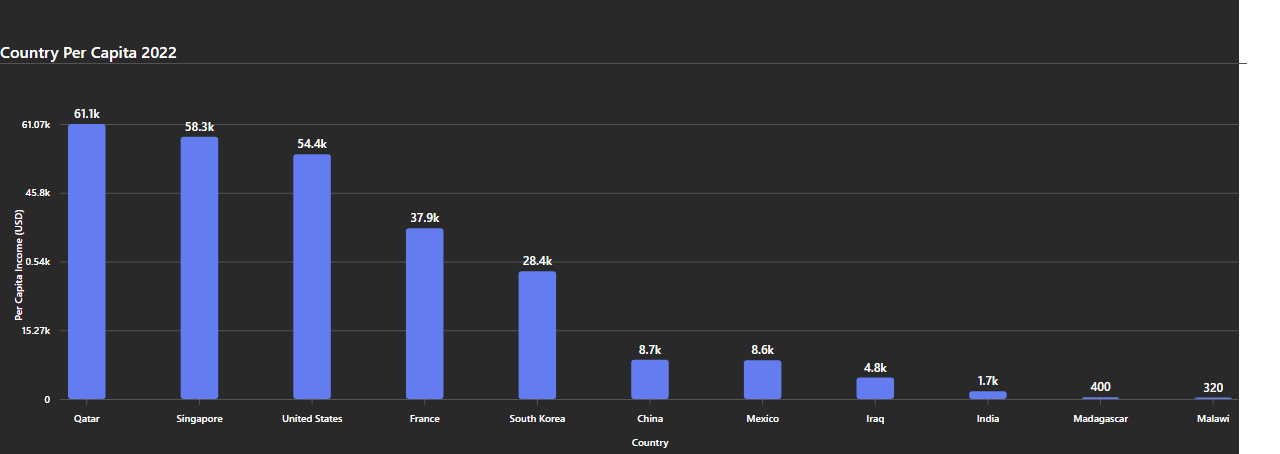 Country Per Capita 2022
61.1k
58.3k
54.4k
37.9k
28.4k
8.7k
8.6k
4.8k
1.7k
400
320
61.07k
45.8k
0.54k
15.27k
0
Per Capita Income (USD)
Qatar Singapore United States France South Korea China Mexico Iraq India Madagascar Malawi
Country